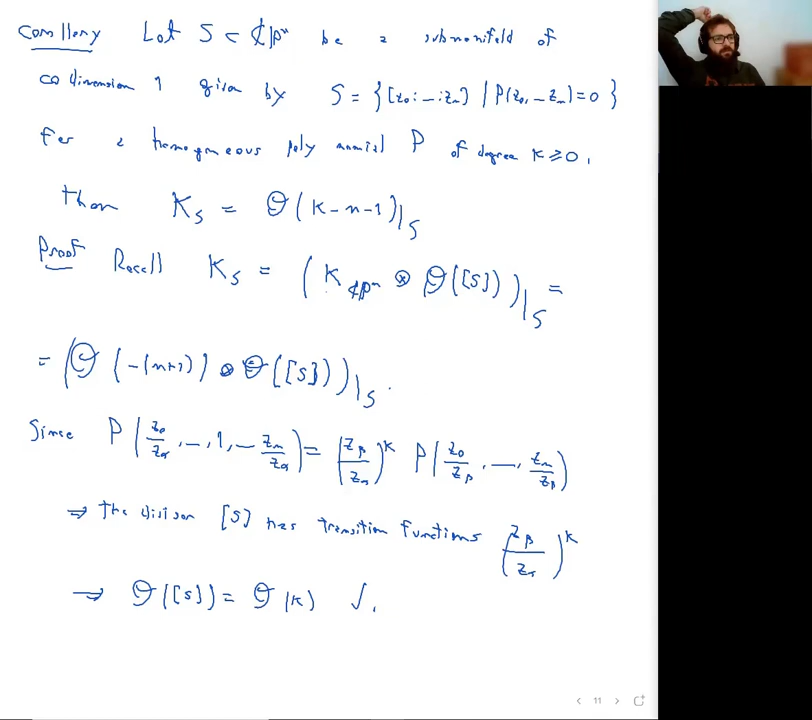 Corollary Let S ⊂ ℂPⁿ be a submanifold of
codimension 1 given by S = { [z₀:—:zₙ] | P(z₀, — zₙ)=0 }
For a homogeneous polynomial P of degree k ≥ 0,
then K_S = O(k-n-1)|_S
Proof Recall K_S = (K_ℂPⁿ ⊗ O([S]))|_S =
= (O(-(n+1)) ⊗ O([S]))|_S.
Since P(z₀/z_α, —, 1, — zₙ/z_α) = (z_β/z_α)^k P(z₀/z_β, —, zₙ/z_β)
⇒ the divisor [S] has transition functions (z_β/z_α)^k
⇒ O([S]) = O(k) √.
< 11 >